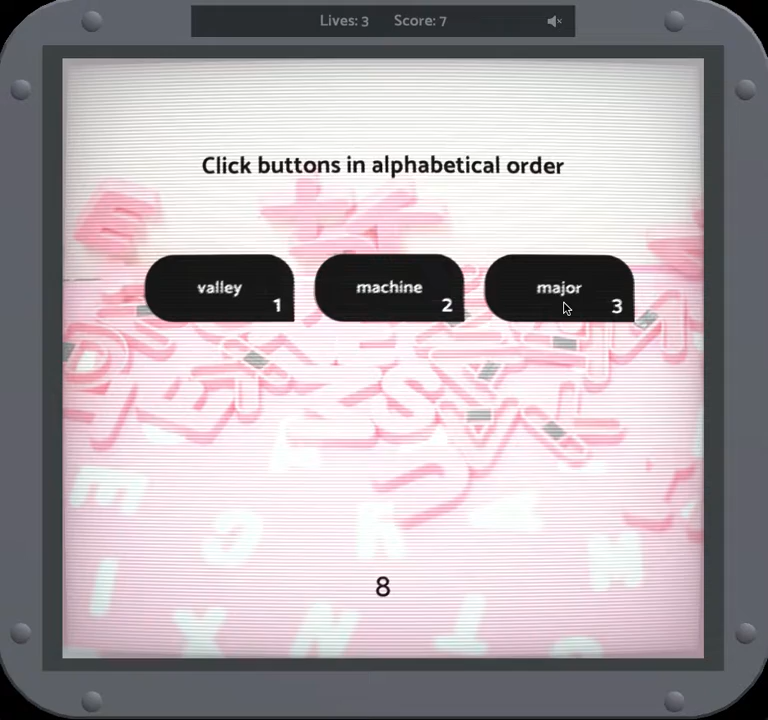 Lives: 3 Score: 7
Click buttons in alphabetical order
valley 1
machine 2
major 3
8